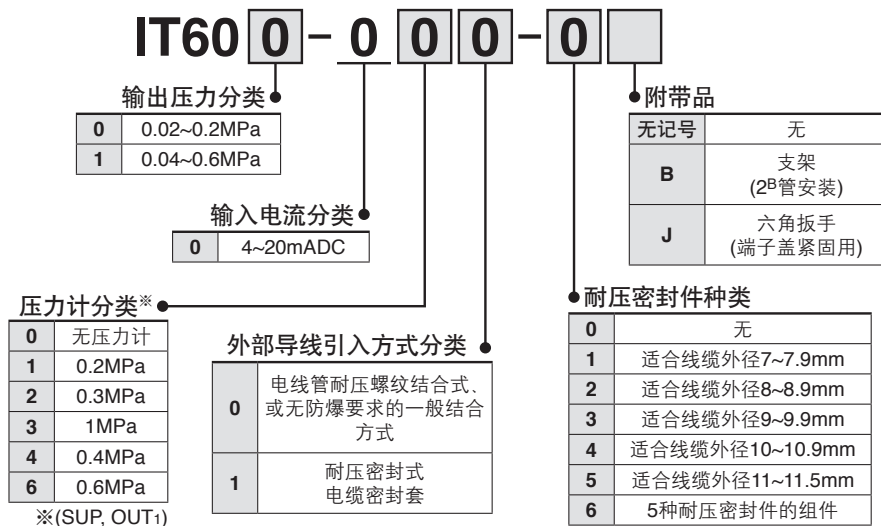 IT60 0 - 0 0 0 - 0
输出压力分类
0 0.02~0.2MPa
1 0.04~0.6MPa
输入电流分类
0 4~20mADC
压力计分类※
0 无压力计
1 0.2MPa
2 0.3MPa
3 1MPa
4 0.4MPa
6 0.6MPa
※(SUP, OUT1)
外部导线引入方式分类
0 电线管耐压螺纹结合式、
或无防爆要求的一般结合
方式
1 耐压密封式
电缆密封套
附带品
无记号 无
B 支架
(2B管安装)
J 六角扳手
(端子盖紧固用)
耐压密封件种类
0 无
1 适合线缆外径7~7.9mm
2 适合线缆外径8~8.9mm
3 适合线缆外径9~9.9mm
4 适合线缆外径10~10.9mm
5 适合线缆外径11~11.5mm
6 5种耐压密封件的组件